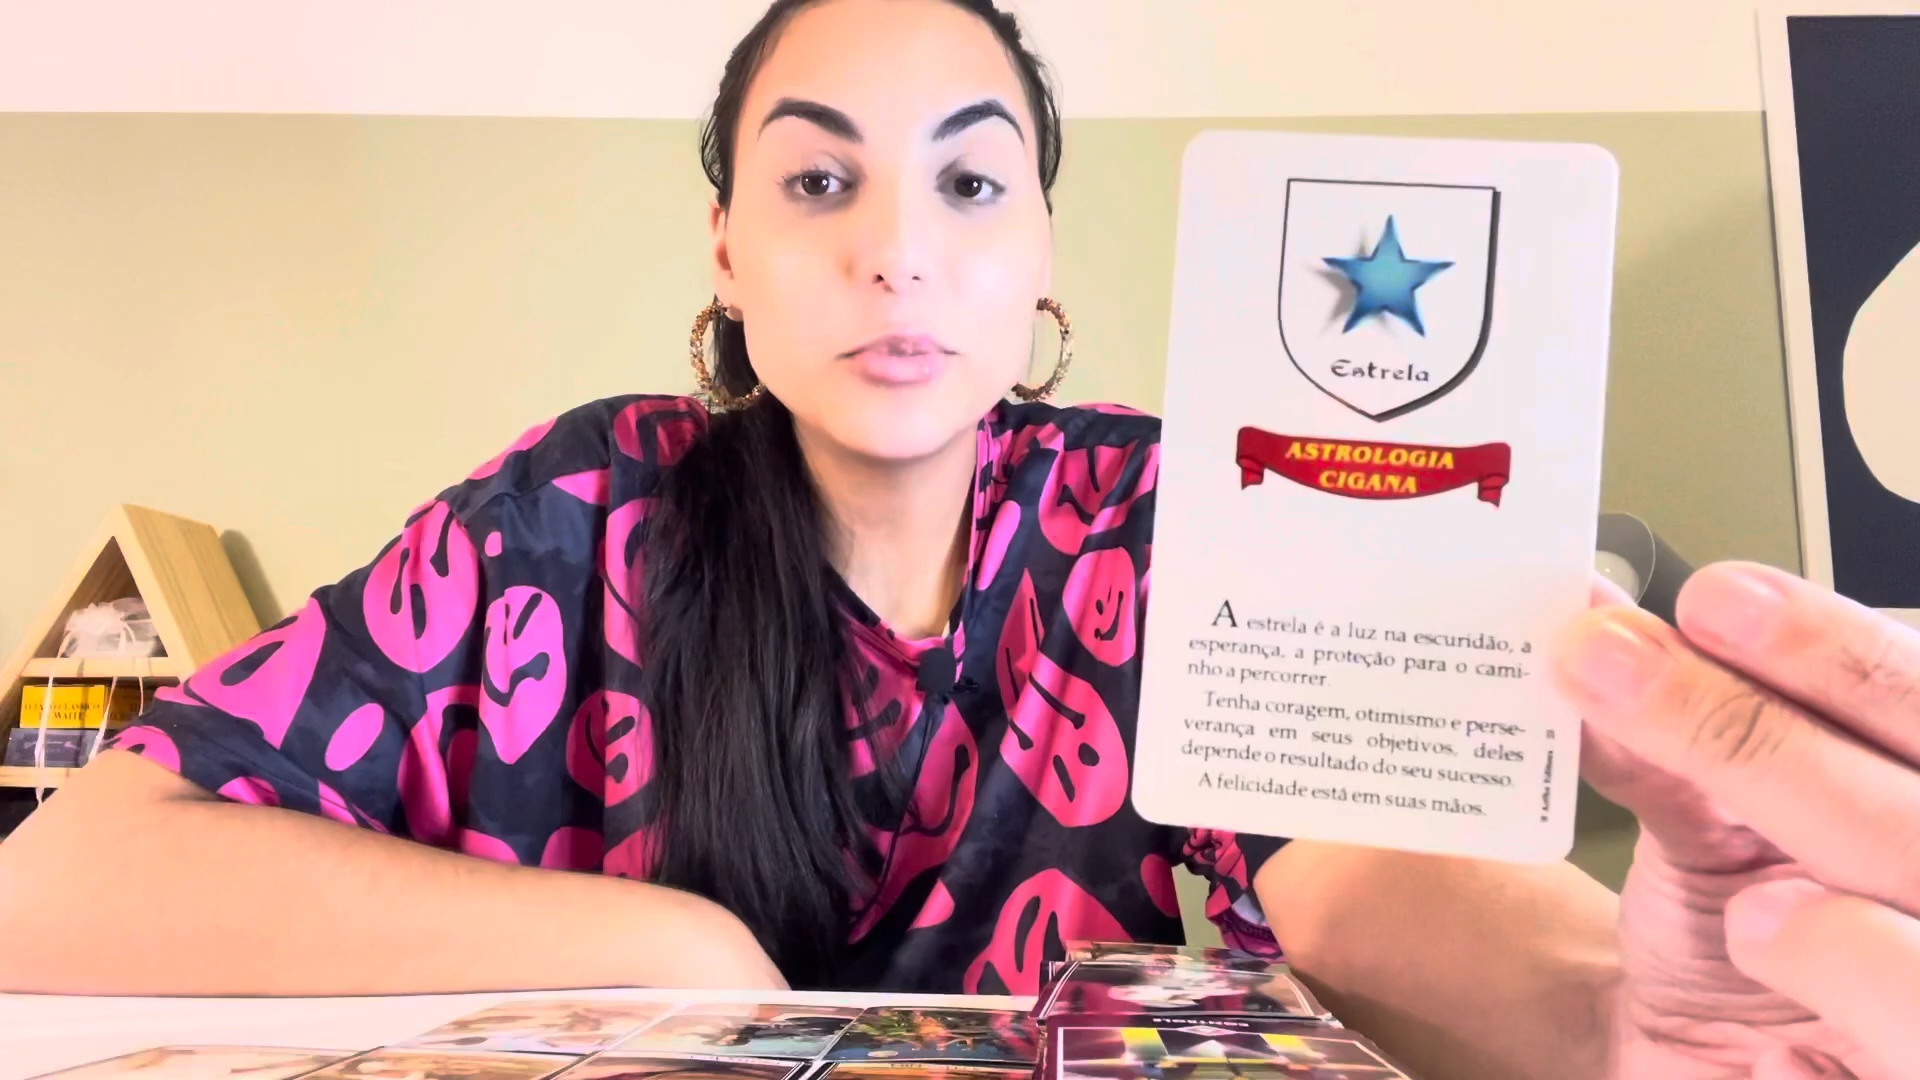 Estrela
ASTROLOGIA
CIGANA
A estrela é a luz na escuridão, a
esperança, a proteção para o cami-
nho a percorrer.
Tenha coragem, otimismo e perse-
verança em seus objetivos, deles
depende o resultado do seu sucesso.
A felicidade está em suas mãos.
CONTROLE